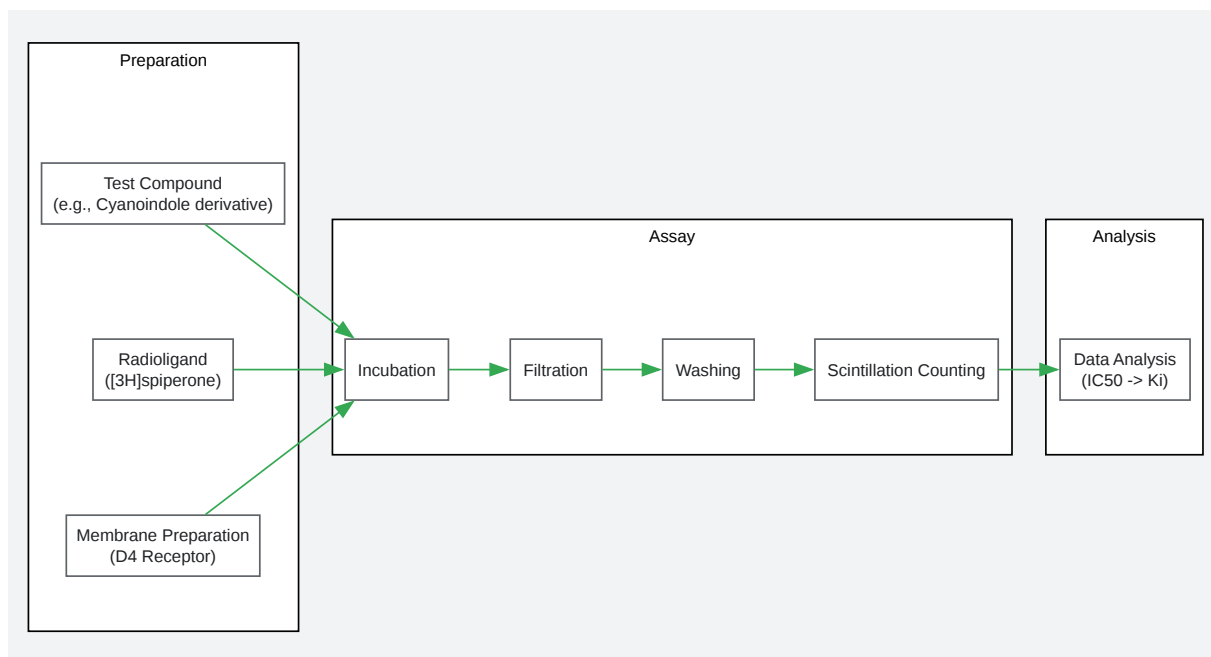 Preparation
Test Compound
(e.g., Cyanoindole derivative)
Radioligand
([3H]spiperone)
Membrane Preparation
(D4 Receptor)
Assay
Incubation
Filtration
Washing
Scintillation Counting
Analysis
Data Analysis
(IC50 -> Ki)